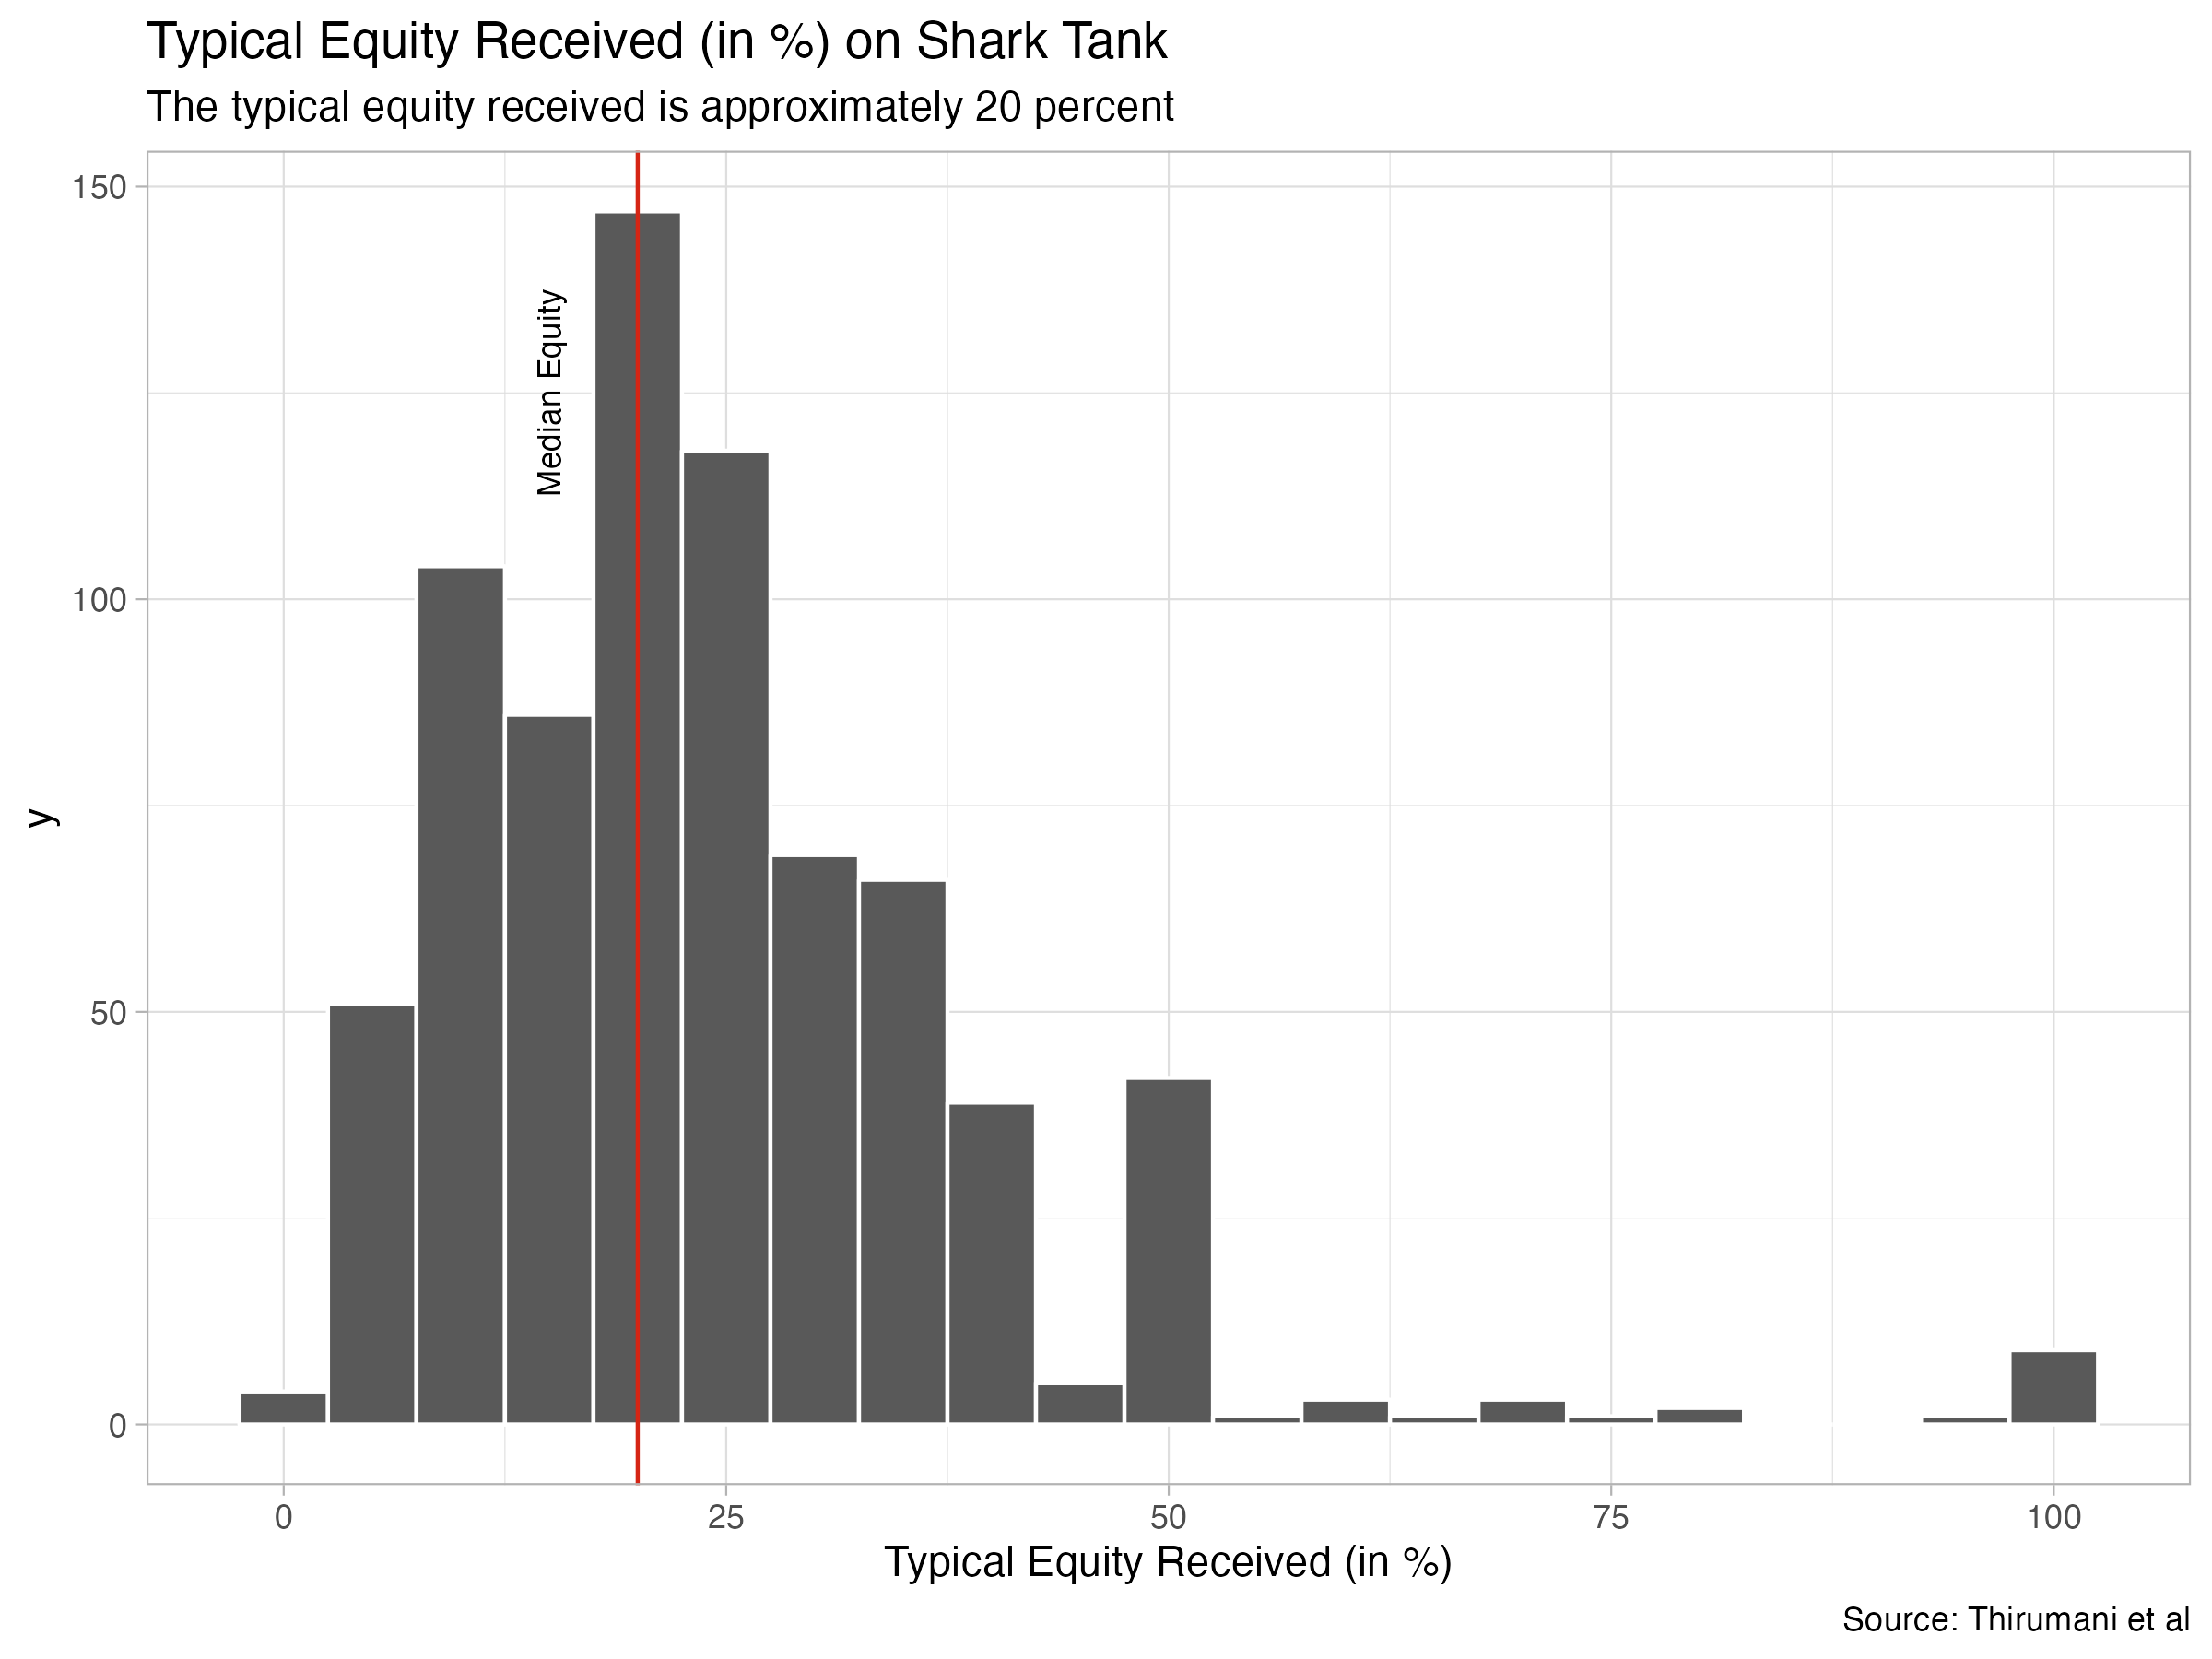 Typical Equity Received (in %) on Shark Tank
The typical equity received is approximately 20 percent
150
100
50
0
y
Median Equity
0 25 50 75 100
Typical Equity Received (in %)
Source: Thirumani et al